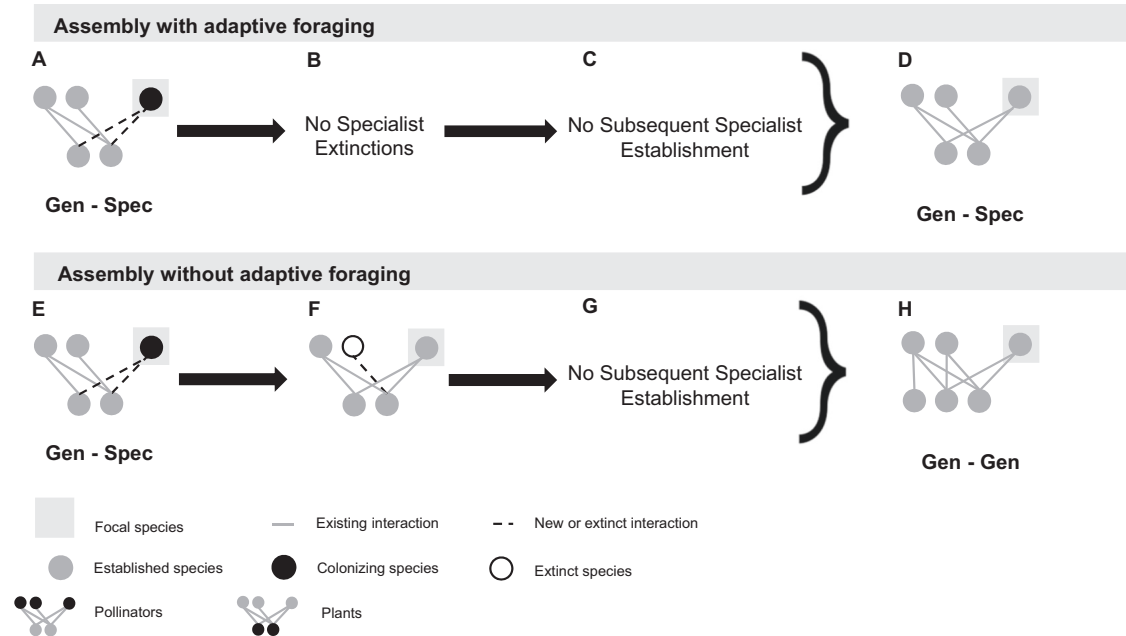 Assembly with adaptive foraging
A
B
C
D
No Specialist
Extinctions
No Subsequent Specialist
Establishment
Gen - Spec
Gen - Spec
Assembly without adaptive foraging
E
F
G
H
No Subsequent Specialist
Establishment
Gen - Spec
Gen - Gen
Focal species
Existing interaction
New or extinct interaction
Established species
Colonizing species
Extinct species
Pollinators
Plants